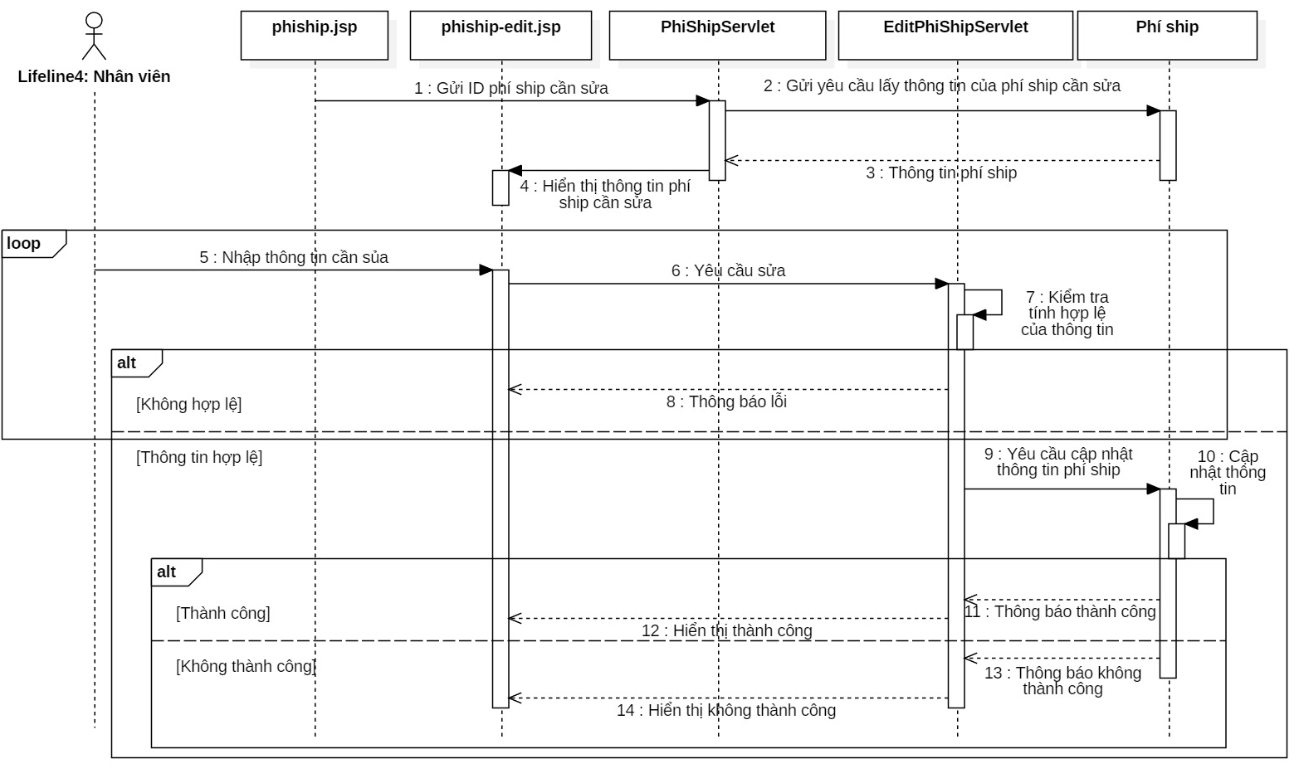 phiship.jsp
phiship-edit.jsp
PhiShipServlet
EditPhiShipServlet
Phí ship
Lifeline4: Nhân viên
1 : Gửi ID phí ship cần sửa
2 : Gửi yêu cầu lấy thông tin của phí ship cần sửa
3 : Thông tin phí ship
4 : Hiển thị thông tin phí
ship cần sửa
loop
5 : Nhập thông tin cần sủa
6 : Yêu cầu sửa
7 : Kiểm tra
tính hợp lệ
của thông tin
alt
8 : Thông báo lỗi
[Không hợp lệ]
[Thông tin hợp lệ]
9 : Yêu cầu cập nhật
thông tin phí ship
10 : Cập
nhật thông
tin
alt
[Thành công]
11 : Thông báo thành công
12 : Hiển thị thành công
[Không thành công]
13 : Thông báo không
thành công
14 : Hiển thị không thành công